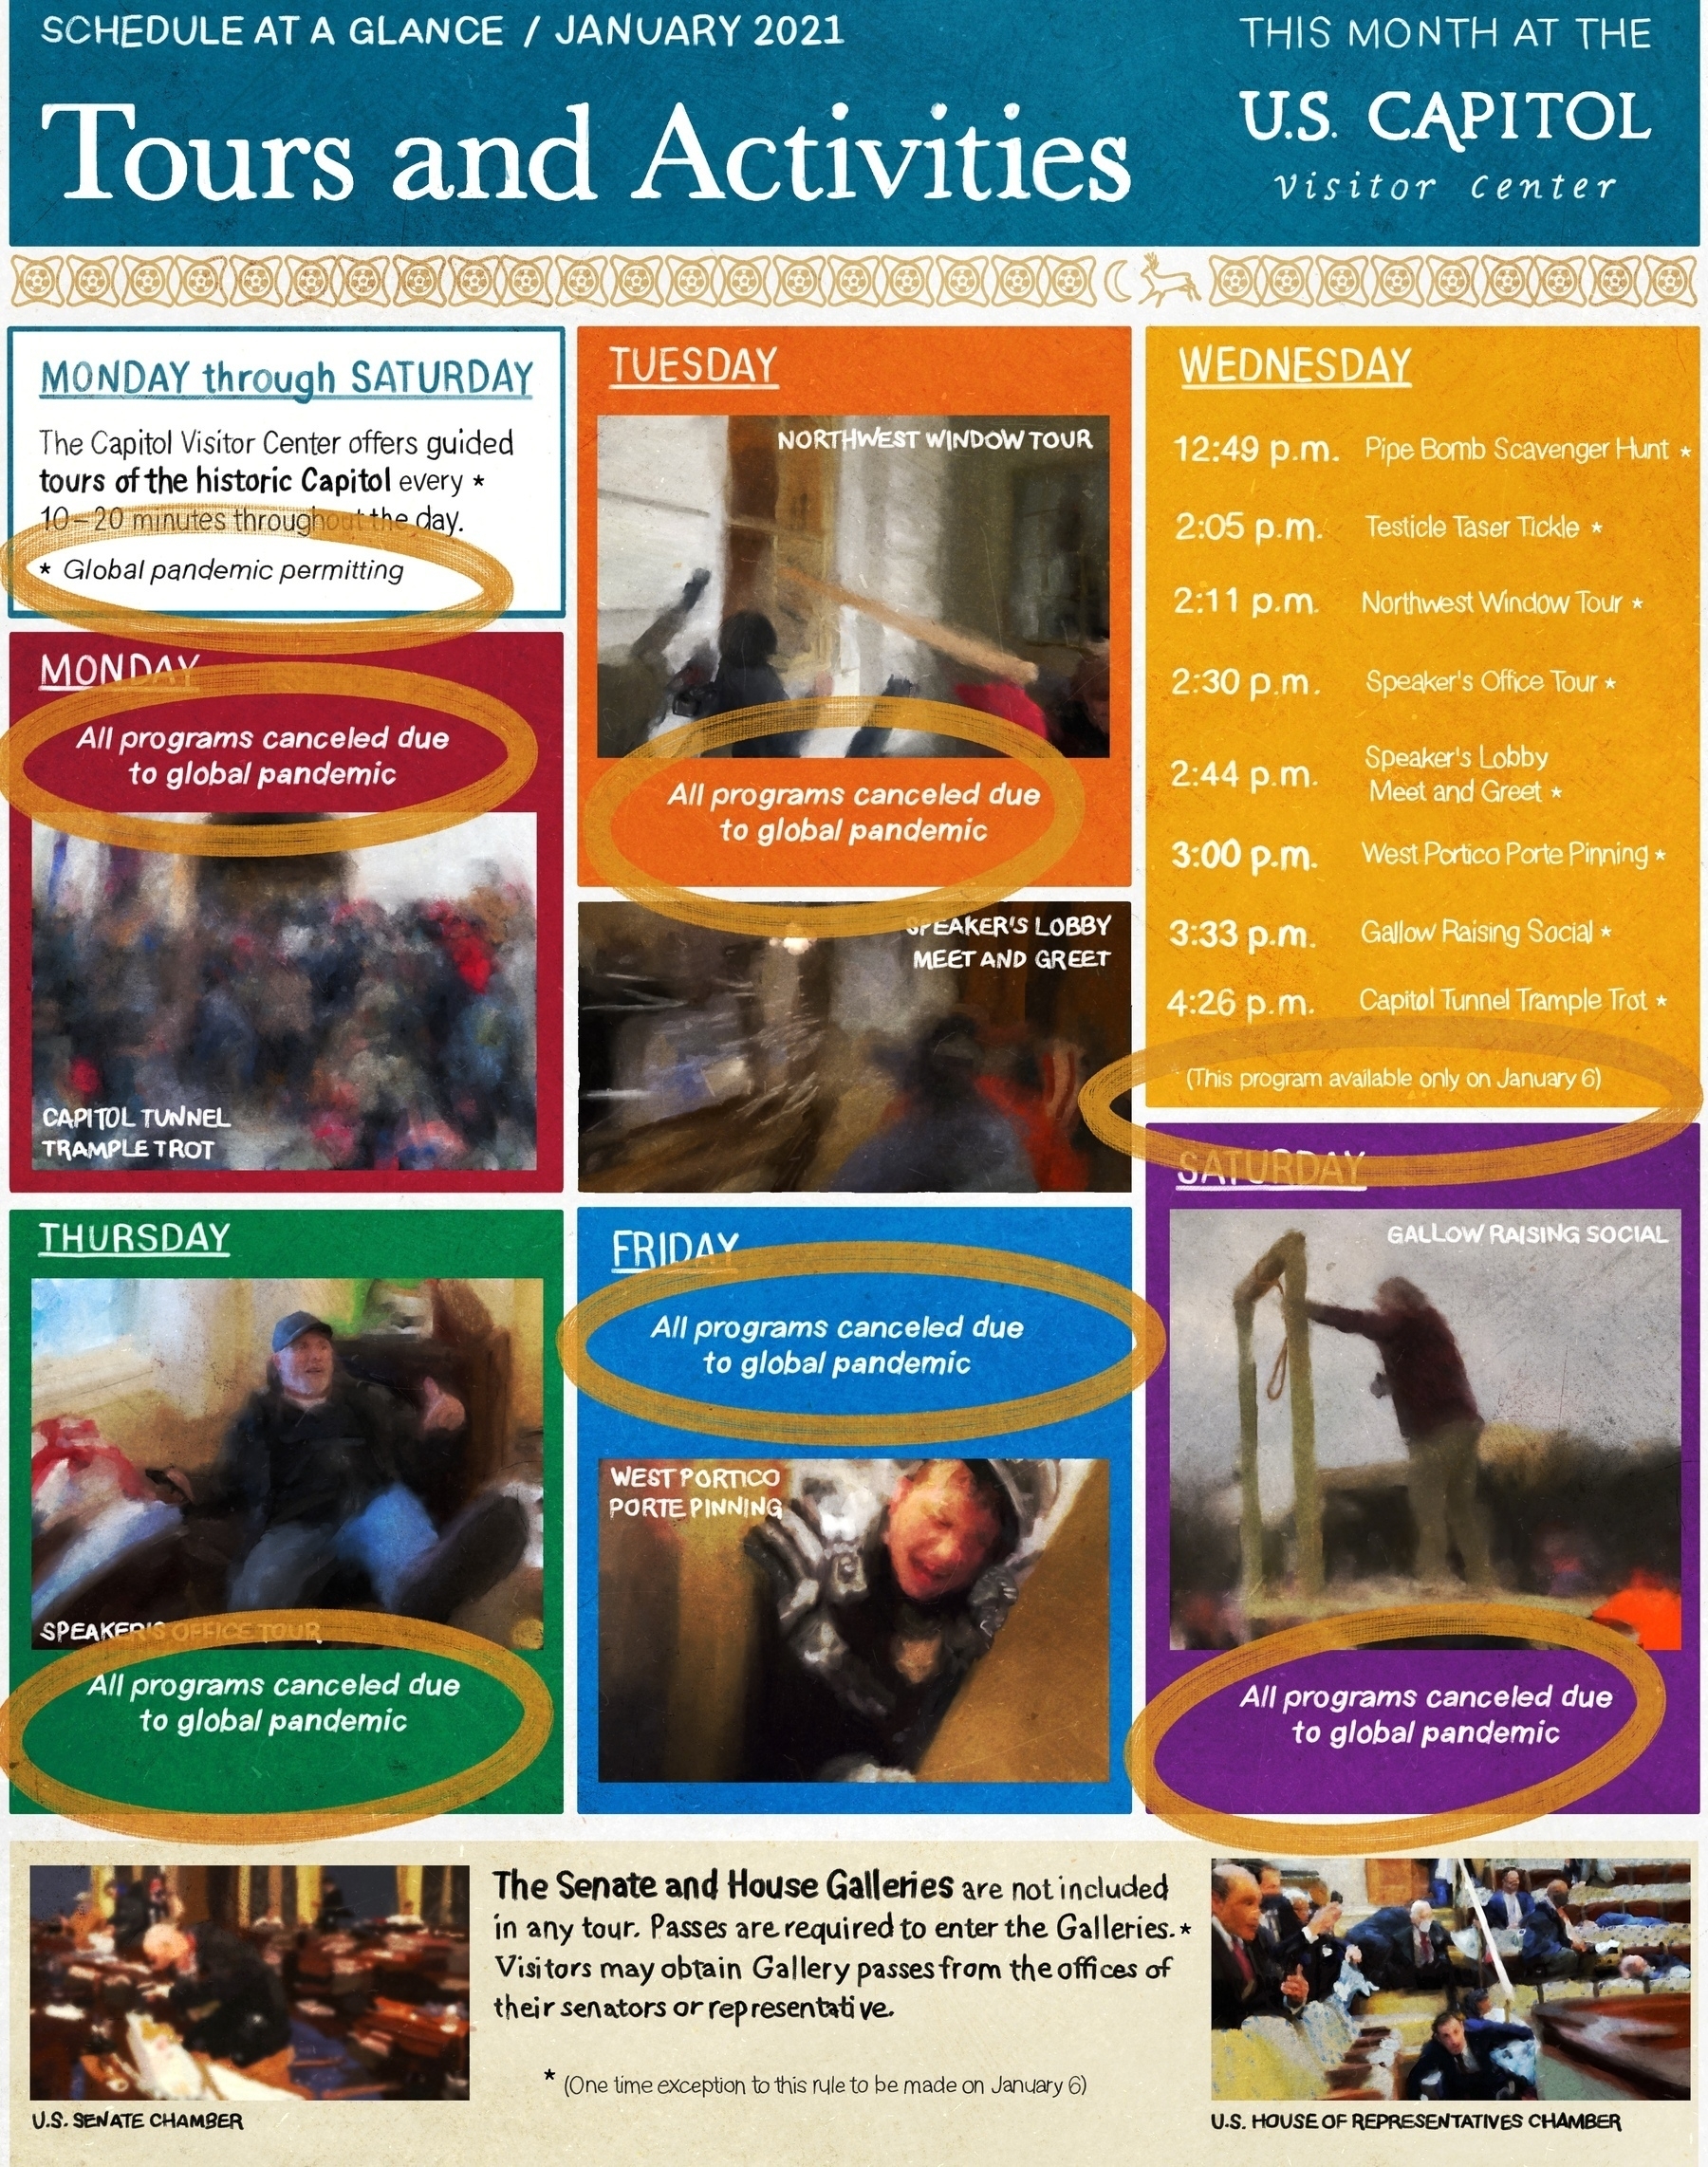 SCHEDULE AT A GLANCE / JANUARY 2021
Tours and Activities
THIS MONTH AT THE
U.S. CAPITOL
Visitor Center
MONDAY through SATURDAY
The Capitol Visitor Center offers guided
tours of the historic Capitol every *
10-20 minutes throughout the day.
* Global pandemic permitting
MONDAY
All programs canceled due
to global pandemic
CAPITOL TUNNEL
TRAMPLE TROT
TUESDAY
NORTHWEST WINDOW TOUR
All programs canceled due
to global pandemic
SPEAKER'S LOBBY
MEET AND GREET
WEDNESDAY
12:49 p.m. Pipe Bomb Scavenger Hunt *
2:05 p.m. Testicle Taser Tickle *
2:11 p.m. Northwest Window Tour *
2:30 p.m. Speaker's Office Tour *
2:44 p.m. Speaker's Lobby
Meet and Greet *
3:00 p.m. West Portico Porte Pinning *
3:33 p.m. Gallow Raising Social *
4:26 p.m. Capitol Tunnel Trample Trot *
* (This program available only on January 6)
THURSDAY
SPEAKER'S OFFICE TOUR
All programs canceled due
to global pandemic
FRIDAY
All programs canceled due
to global pandemic
WEST PORTICO
PORTE PINNING
SATURDAY
GALLOW RAISING SOCIAL
All programs canceled due
to global pandemic
U.S. SENATE CHAMBER
The Senate and House Galleries are not included
in any tour. Passes are required to enter the Galleries.*
Visitors may obtain Gallery passes from the offices of
their senators or representative.
* (One time exception to this rule to be made on January 6)
U.S. HOUSE OF REPRESENTATIVES CHAMBER